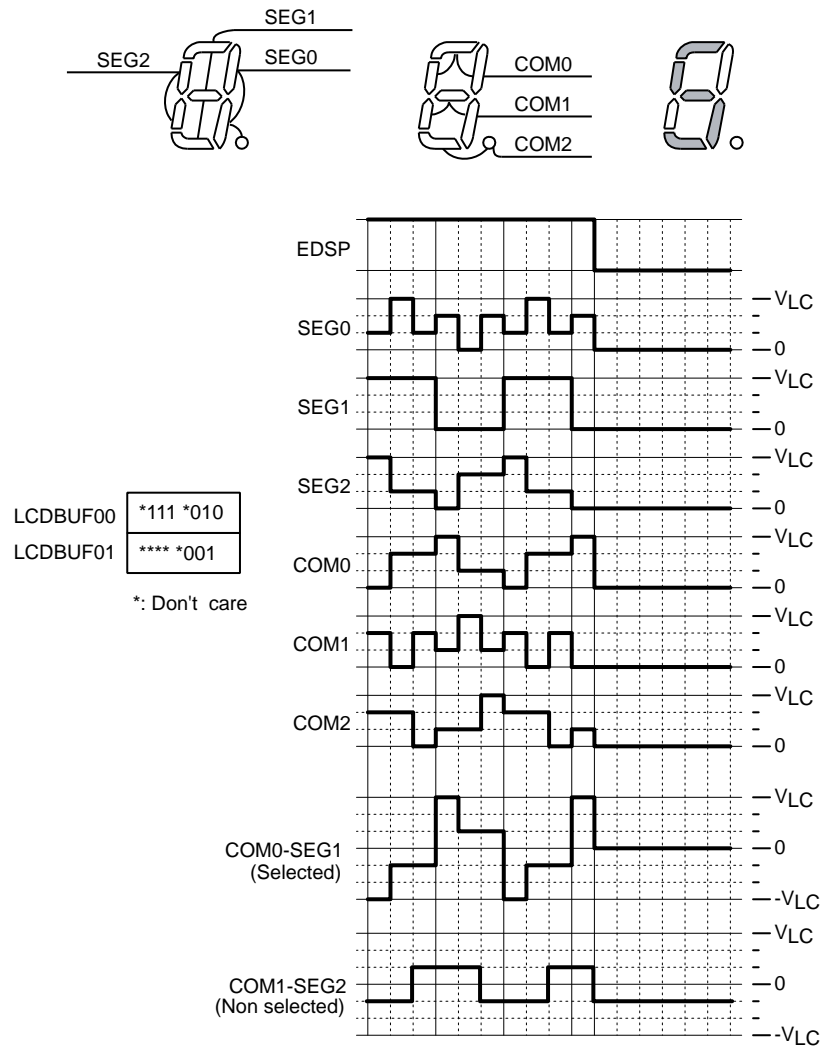 SEG1
SEG2
SEG0
COM0
COM1
COM2
EDSP
SEG0
VLC
0
SEG1
VLC
0
SEG2
VLC
0
LCDBUF00 *111 *010
LCDBUF01 **** *001
*: Don't care
COM0
VLC
0
COM1
VLC
0
COM2
VLC
0
COM0-SEG1
(Selected)
VLC
0
-VLC
COM1-SEG2
(Non selected)
VLC
0
-VLC